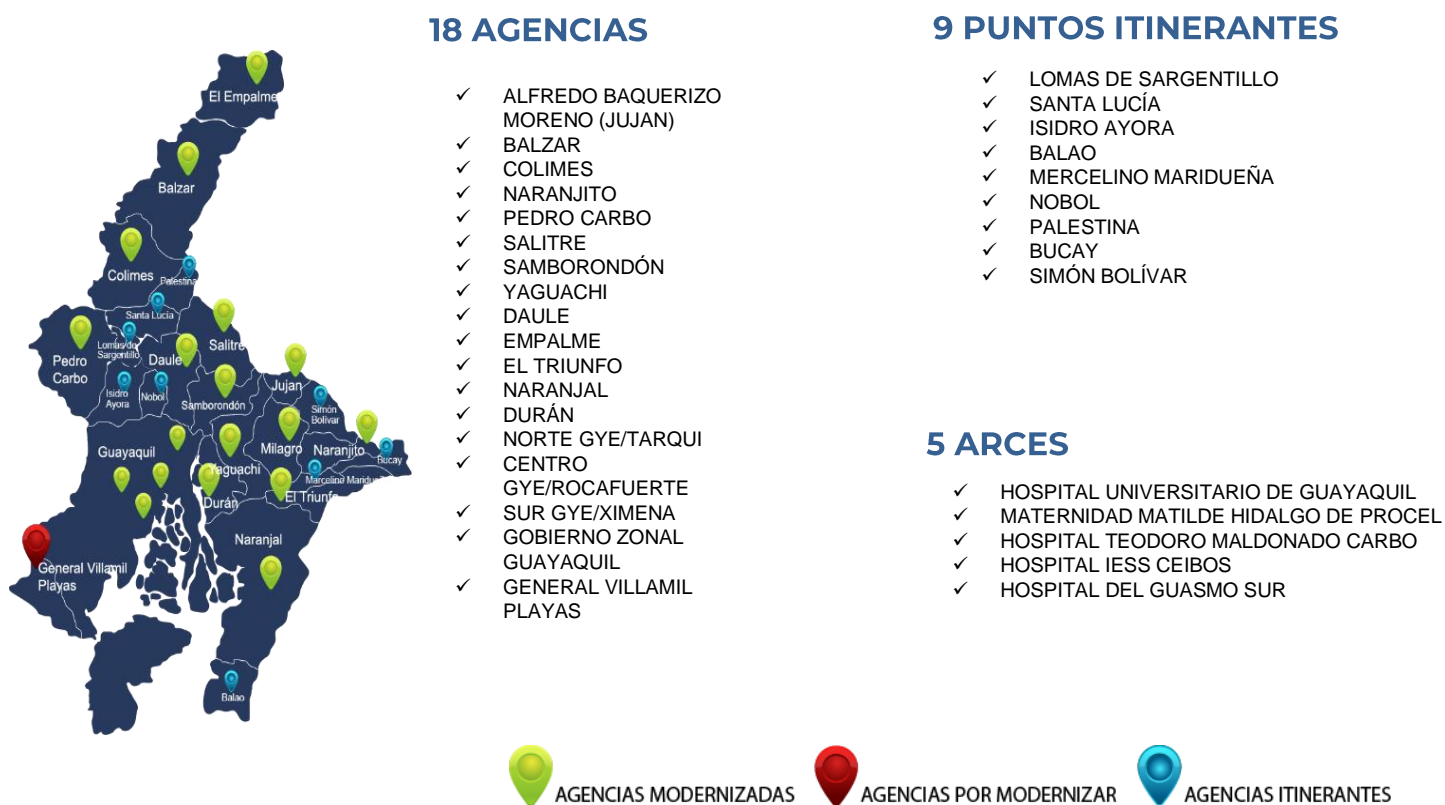 18 AGENCIAS
✓ ALFREDO BAQUERIZO
MORENO (JUJAN)
✓ BALZAR
✓ COLIMES
✓ NARANJITO
✓ PEDRO CARBO
✓ SALITRE
✓ SAMBORONDÓN
✓ YAGUACHI
✓ DAULE
✓ EMPALME
✓ EL TRIUNFO
✓ NARANJAL
✓ DURÁN
✓ NORTE GYE/TARQUI
✓ CENTRO
GYE/ROCAFUERTE
✓ SUR GYE/XIMENA
✓ GOBIERNO ZONAL
GUAYAQUIL
✓ GENERAL VILLAMIL
PLAYAS
9 PUNTOS ITINERANTES
✓ LOMAS DE SARGENTILLO
✓ SANTA LUCÍA
✓ ISIDRO AYORA
✓ BALAO
✓ MERCELINO MARIDUEÑA
✓ NOBOL
✓ PALESTINA
✓ BUCAY
✓ SIMÓN BOLÍVAR
5 ARCES
✓ HOSPITAL UNIVERSITARIO DE GUAYAQUIL
✓ MATERNIDAD MATILDE HIDALGO DE PROCEL
✓ HOSPITAL TEODORO MALDONADO CARBO
✓ HOSPITAL IESS CEIBOS
✓ HOSPITAL DEL GUASMO SUR
El Empalme
Balzar
Colimes
Palestina
Santa Lucía
Lomas de
Sargentillo
Pedro
Carbo
Daule
Salitre
Isidro
Ayora
Nobol
Samborondón
Jujan
Simón
Bolívar
Guayaquil
Milagro
Naranjito
Bucay
Yaguachi
Marcelino
Durán
El Triunfo
Naranjal
General Villamil
Playas
Balao
AGENCIAS MODERNIZADAS
AGENCIAS POR MODERNIZAR
AGENCIAS ITINERANTES